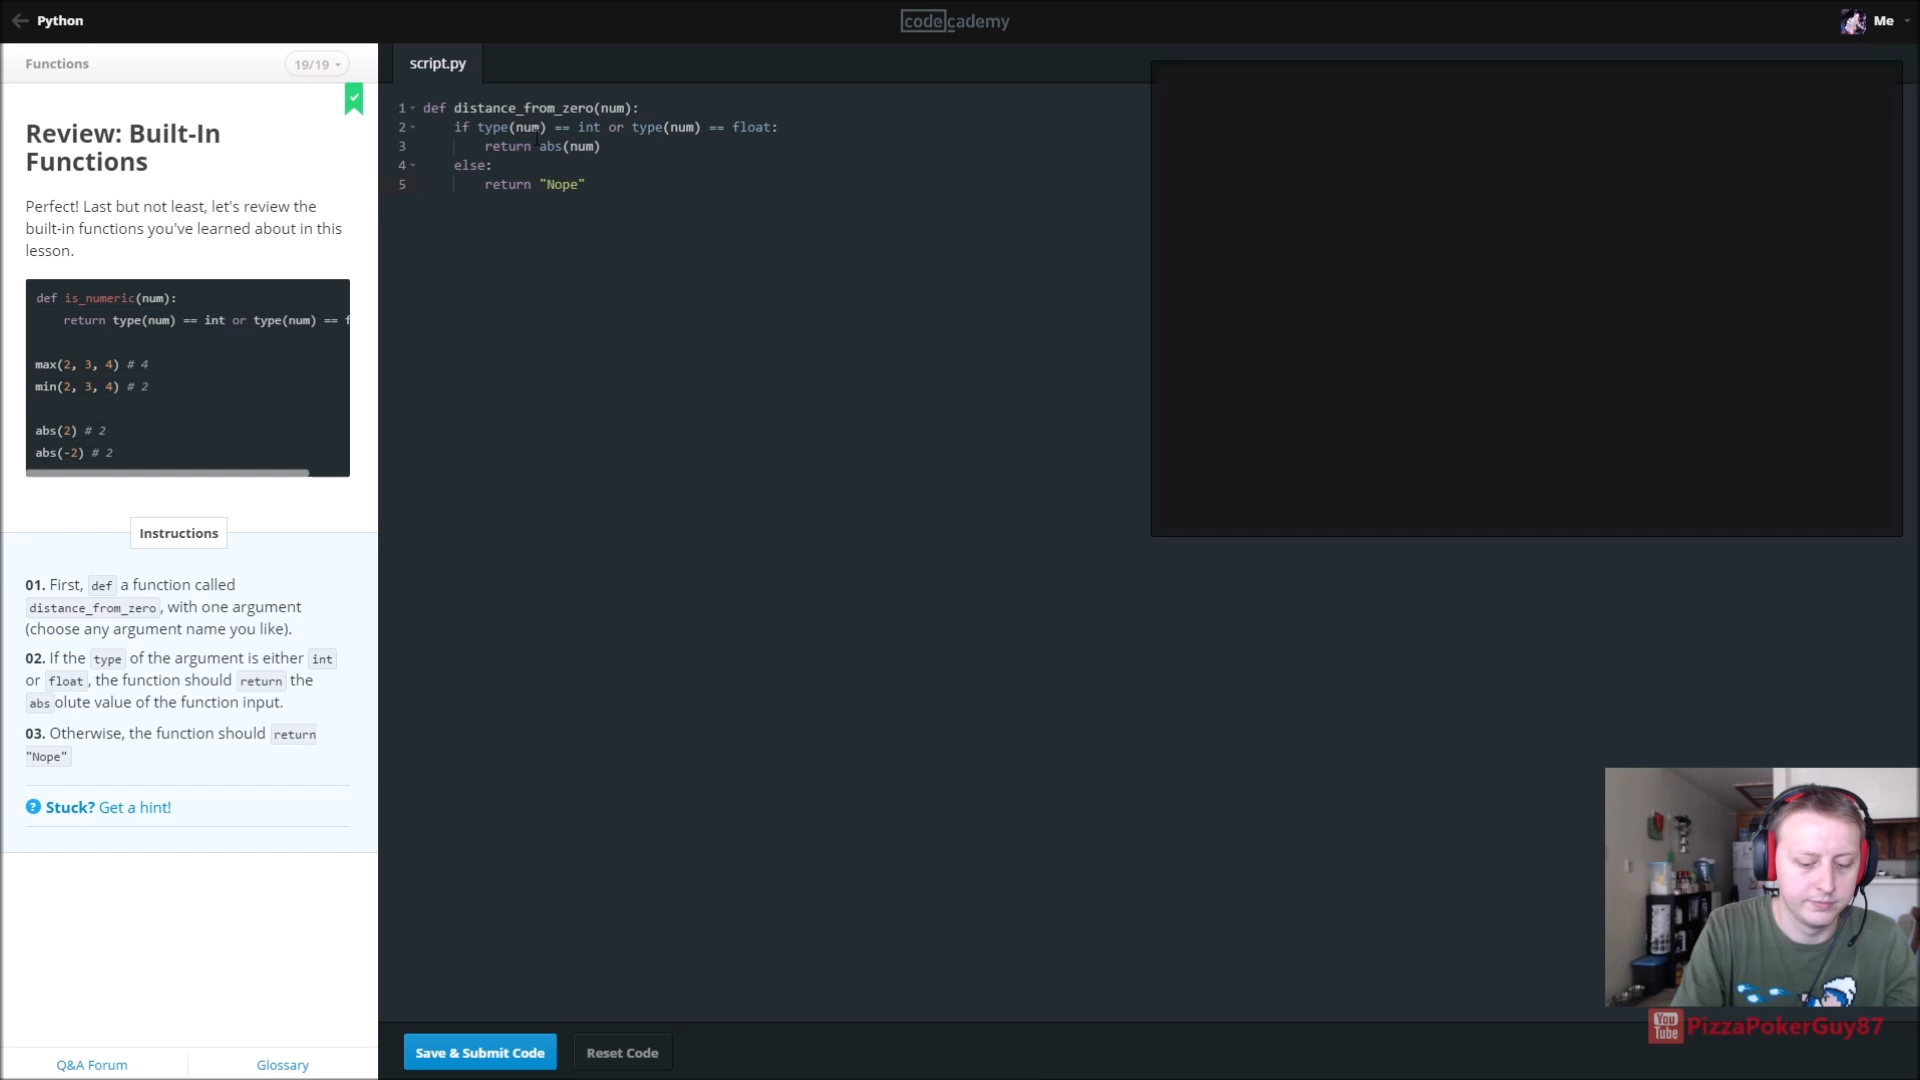 Python
codecademy
Me
Functions
19/19
script.py
Review: Built-In
Functions
Perfect! Last but not least, let's review the
built-in functions you've learned about in this
lesson.
def is_numeric(num):
return type(num) == int or type(num) == f
max(2, 3, 4) # 4
min(2, 3, 4) # 2
abs(2) # 2
abs(-2) # 2
Instructions
01. First, def a function called
distance_from_zero, with one argument
(choose any argument name you like).
02. If the type of the argument is either int
or float, the function should return the
abs olute value of the function input.
03. Otherwise, the function should return
"Nope"
Stuck? Get a hint!
Q&A Forum
Glossary
1 def distance_from_zero(num):
2 if type(num) == int or type(num) == float:
3 return abs(num)
4 else:
5 return "Nope"
Save & Submit Code
Reset Code
You Tube PizzaPokerGuy87